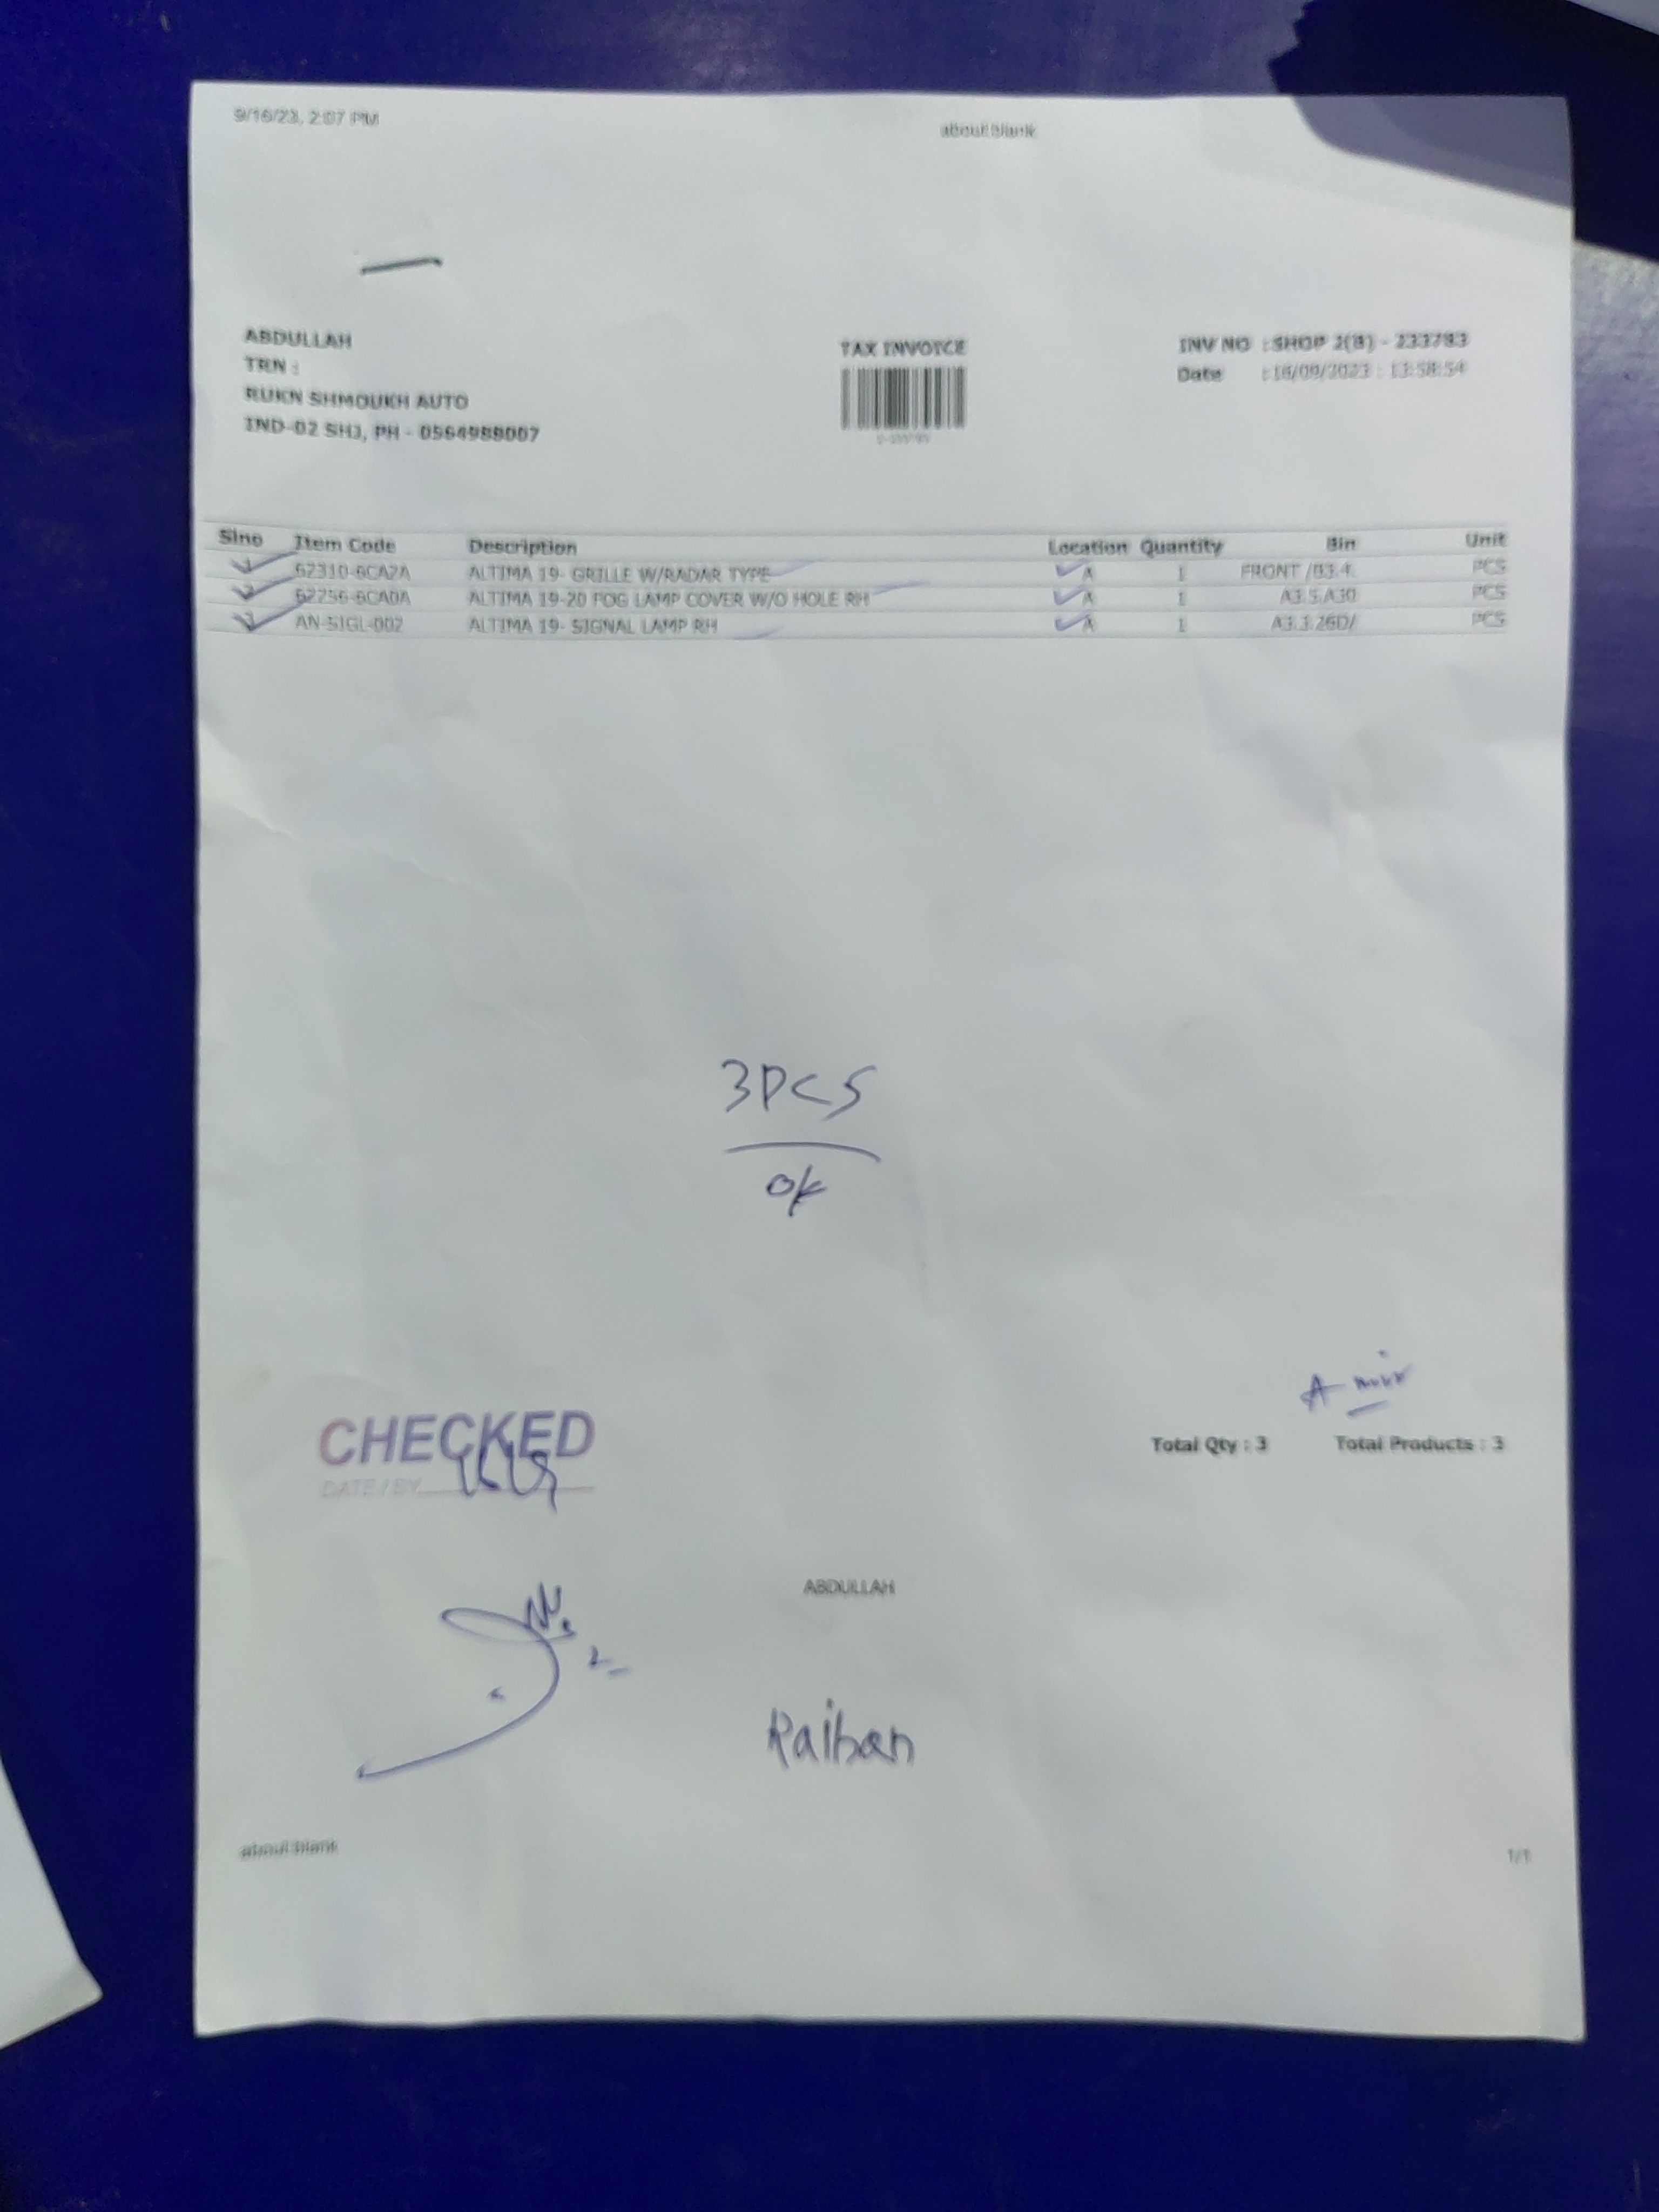 9/16/23, 2:07 PM
about:blank
ABDULLAH
TRN :
RUKN SHMOUKH AUTO
IND-02 SHJ, PH - 0564988007
TAX INVOICE
INV NO : SHOP 2(B) - 233783
Date : 16/09/2023 : 13:58:54
Slno Item Code Description Location Quantity Bin Unit
1 62310-6CA2A ALTIMA 19- GRILLE W/RADAR TYPE A 1 FRONT /B3.4. PCS
2 62256-6CA0A ALTIMA 19-20 FOG LAMP COVER W/O HOLE RH A 1 A3.5.A30 PCS
3 AN-SIGL-002 ALTIMA 19- SIGNAL LAMP RH A 1 A3.3.26D/ PCS
3PCS
ok
Amir
CHECKED
DATE / BY
Total Qty : 3 Total Products : 3
ABDULLAH
Raihan
about:blank
1/1